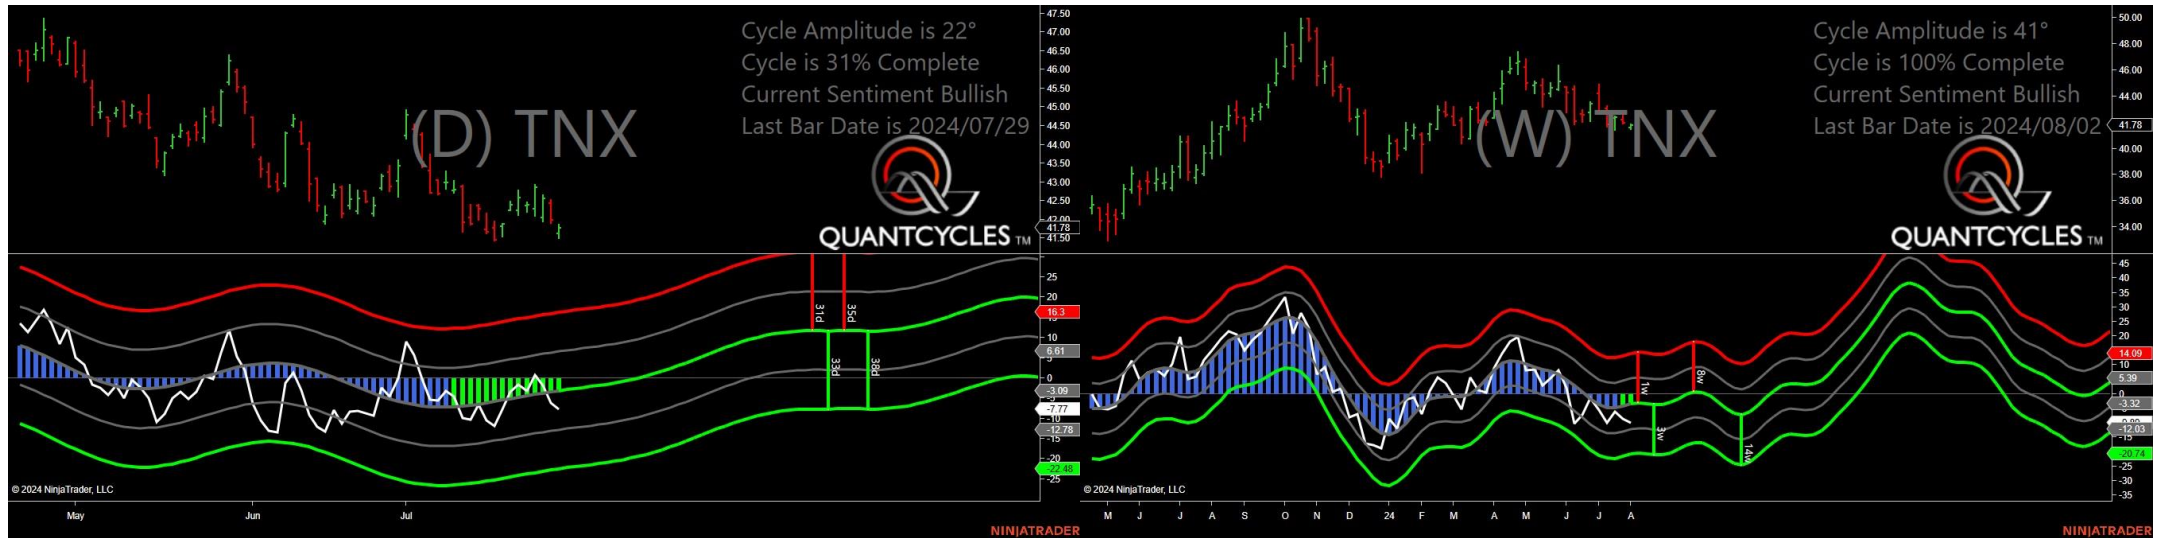 Cycle Amplitude is 22°
Cycle is 31% Complete
Current Sentiment Bullish
Last Bar Date is 2024/07/29
(D) TNX
QUANTCYCLES TM
47.50
47.00
46.50
46.00
45.50
45.00
44.50
44.00
43.50
43.00
42.50
42.00
41.78
41.50
31d
35d
33d
38d
25
20
16.3
10
6.61
5
0
-3.09
-7.77
-10
-12.78
-15
-20
-22.48
-25
© 2024 NinjaTrader, LLC
May Jun Jul
NINJATRADER
Cycle Amplitude is 41°
Cycle is 100% Complete
Current Sentiment Bullish
Last Bar Date is 2024/08/02
(W) TNX
QUANTCYCLES TM
50.00
48.00
46.00
44.00
41.78
40.00
38.00
36.00
34.00
1w
8w
3w
14w
45
40
35
30
25
20
14.09
10
5.39
0
-3.32
-12.03
-15
-20.74
-25
-30
-35
© 2024 NinjaTrader, LLC
M J J A S O N D 24 F M A M J J A
NINJATRADER